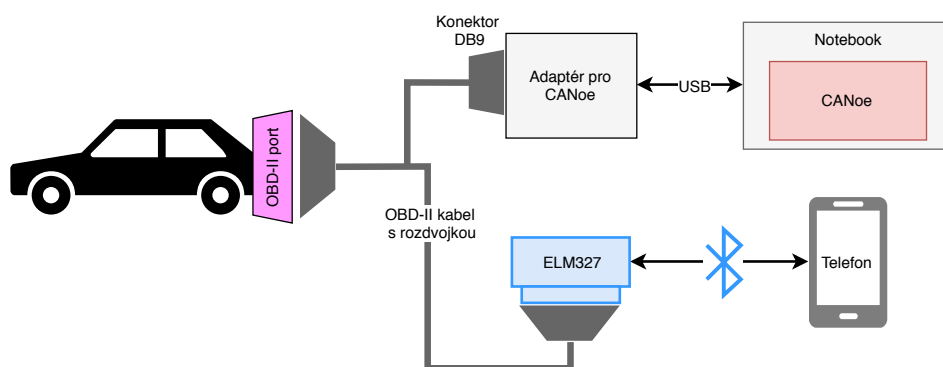 Konektor
DB9
Adaptér pro
CANoe
USB
Notebook
CANoe
OBD-II port
OBD-II kabel
s rozdvojkou
ELM327
Telefon